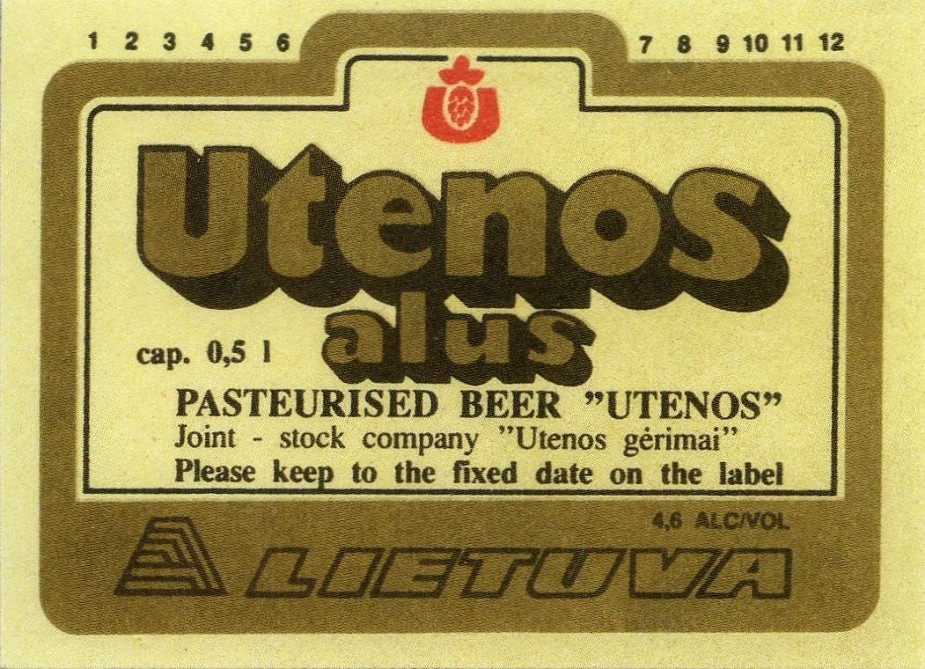 1 2 3 4 5 6 7 8 9 10 11 12
Utenos
alus
cap. 0,5 l
PASTEURISED BEER ”UTENOS”
Joint - stock company ”Utenos gėrimai”
Please keep to the fixed date on the label
4,6 ALC/VOL
LIETUVA